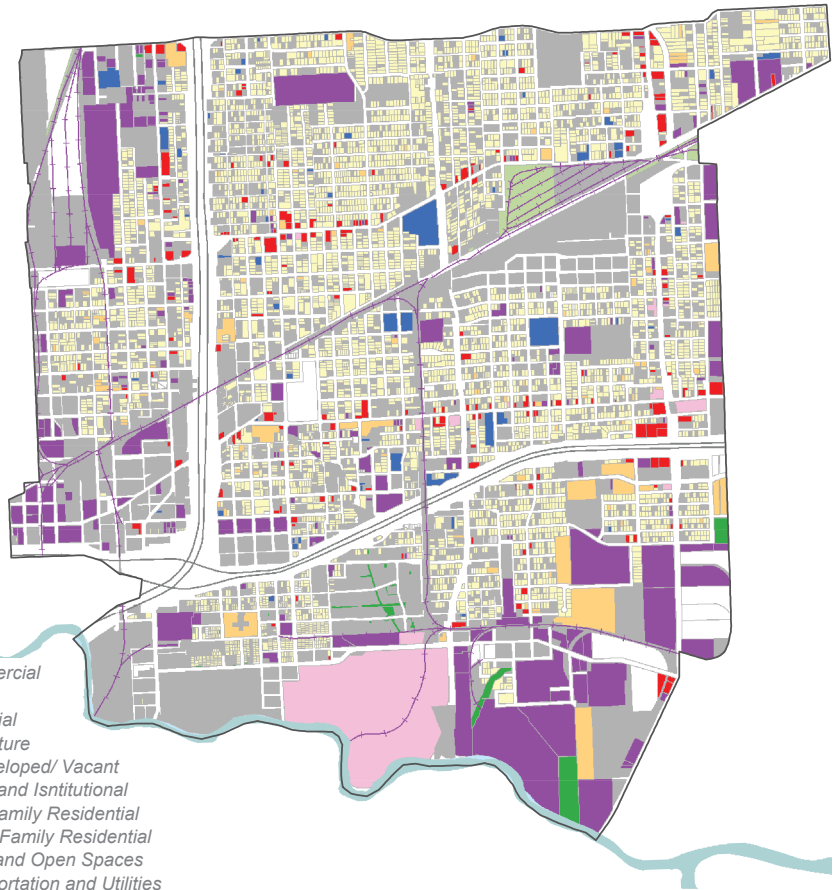 ercial
ial
ture
eloped/ Vacant
and Isntitutional
amily Residential
Family Residential
and Open Spaces
ortation and Utilities